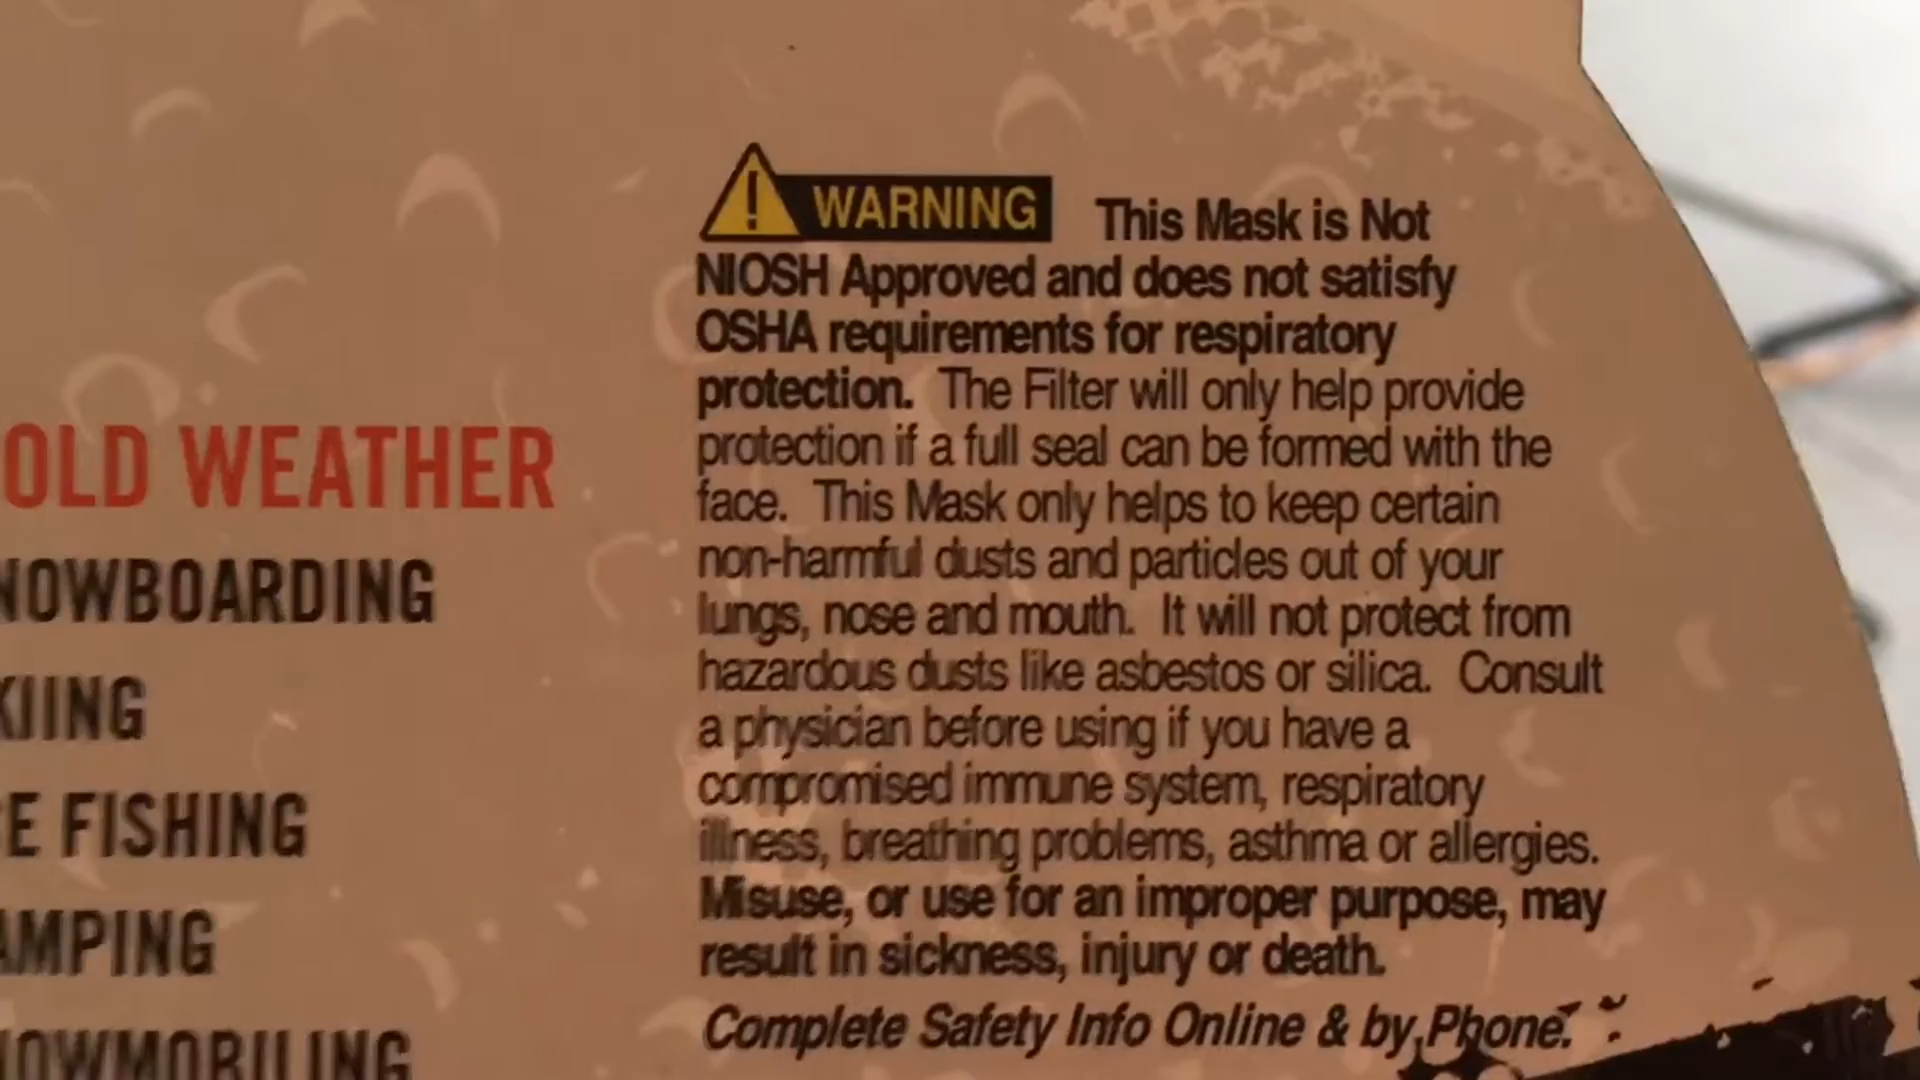 OLD WEATHER
NOWBOARDING
KIING
E FISHING
AMPING
NOWMOBILING
WARNING This Mask is Not
NIOSH Approved and does not satisfy
OSHA requirements for respiratory
protection. The Filter will only help provide
protection if a full seal can be formed with the
face. This Mask only helps to keep certain
non-harmful dusts and particles out of your
lungs, nose and mouth. It will not protect from
hazardous dusts like asbestos or silica. Consult
a physician before using if you have a
compromised immune system, respiratory
illness, breathing problems, asthma or allergies.
Misuse, or use for an improper purpose, may
result in sickness, injury or death.
Complete Safety Info Online & by Phone.